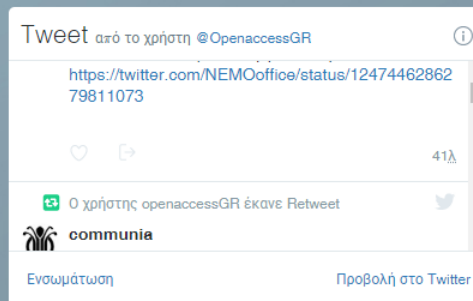 Tweet από το χρήστη @OpenaccessGR
https://twitter.com/NEMOoffice/status/12474462862
79811073
41λ
Ο χρήστης openaccessGR έκανε Retweet
communia
Ενσωμάτωση
Προβολή στο Twitter